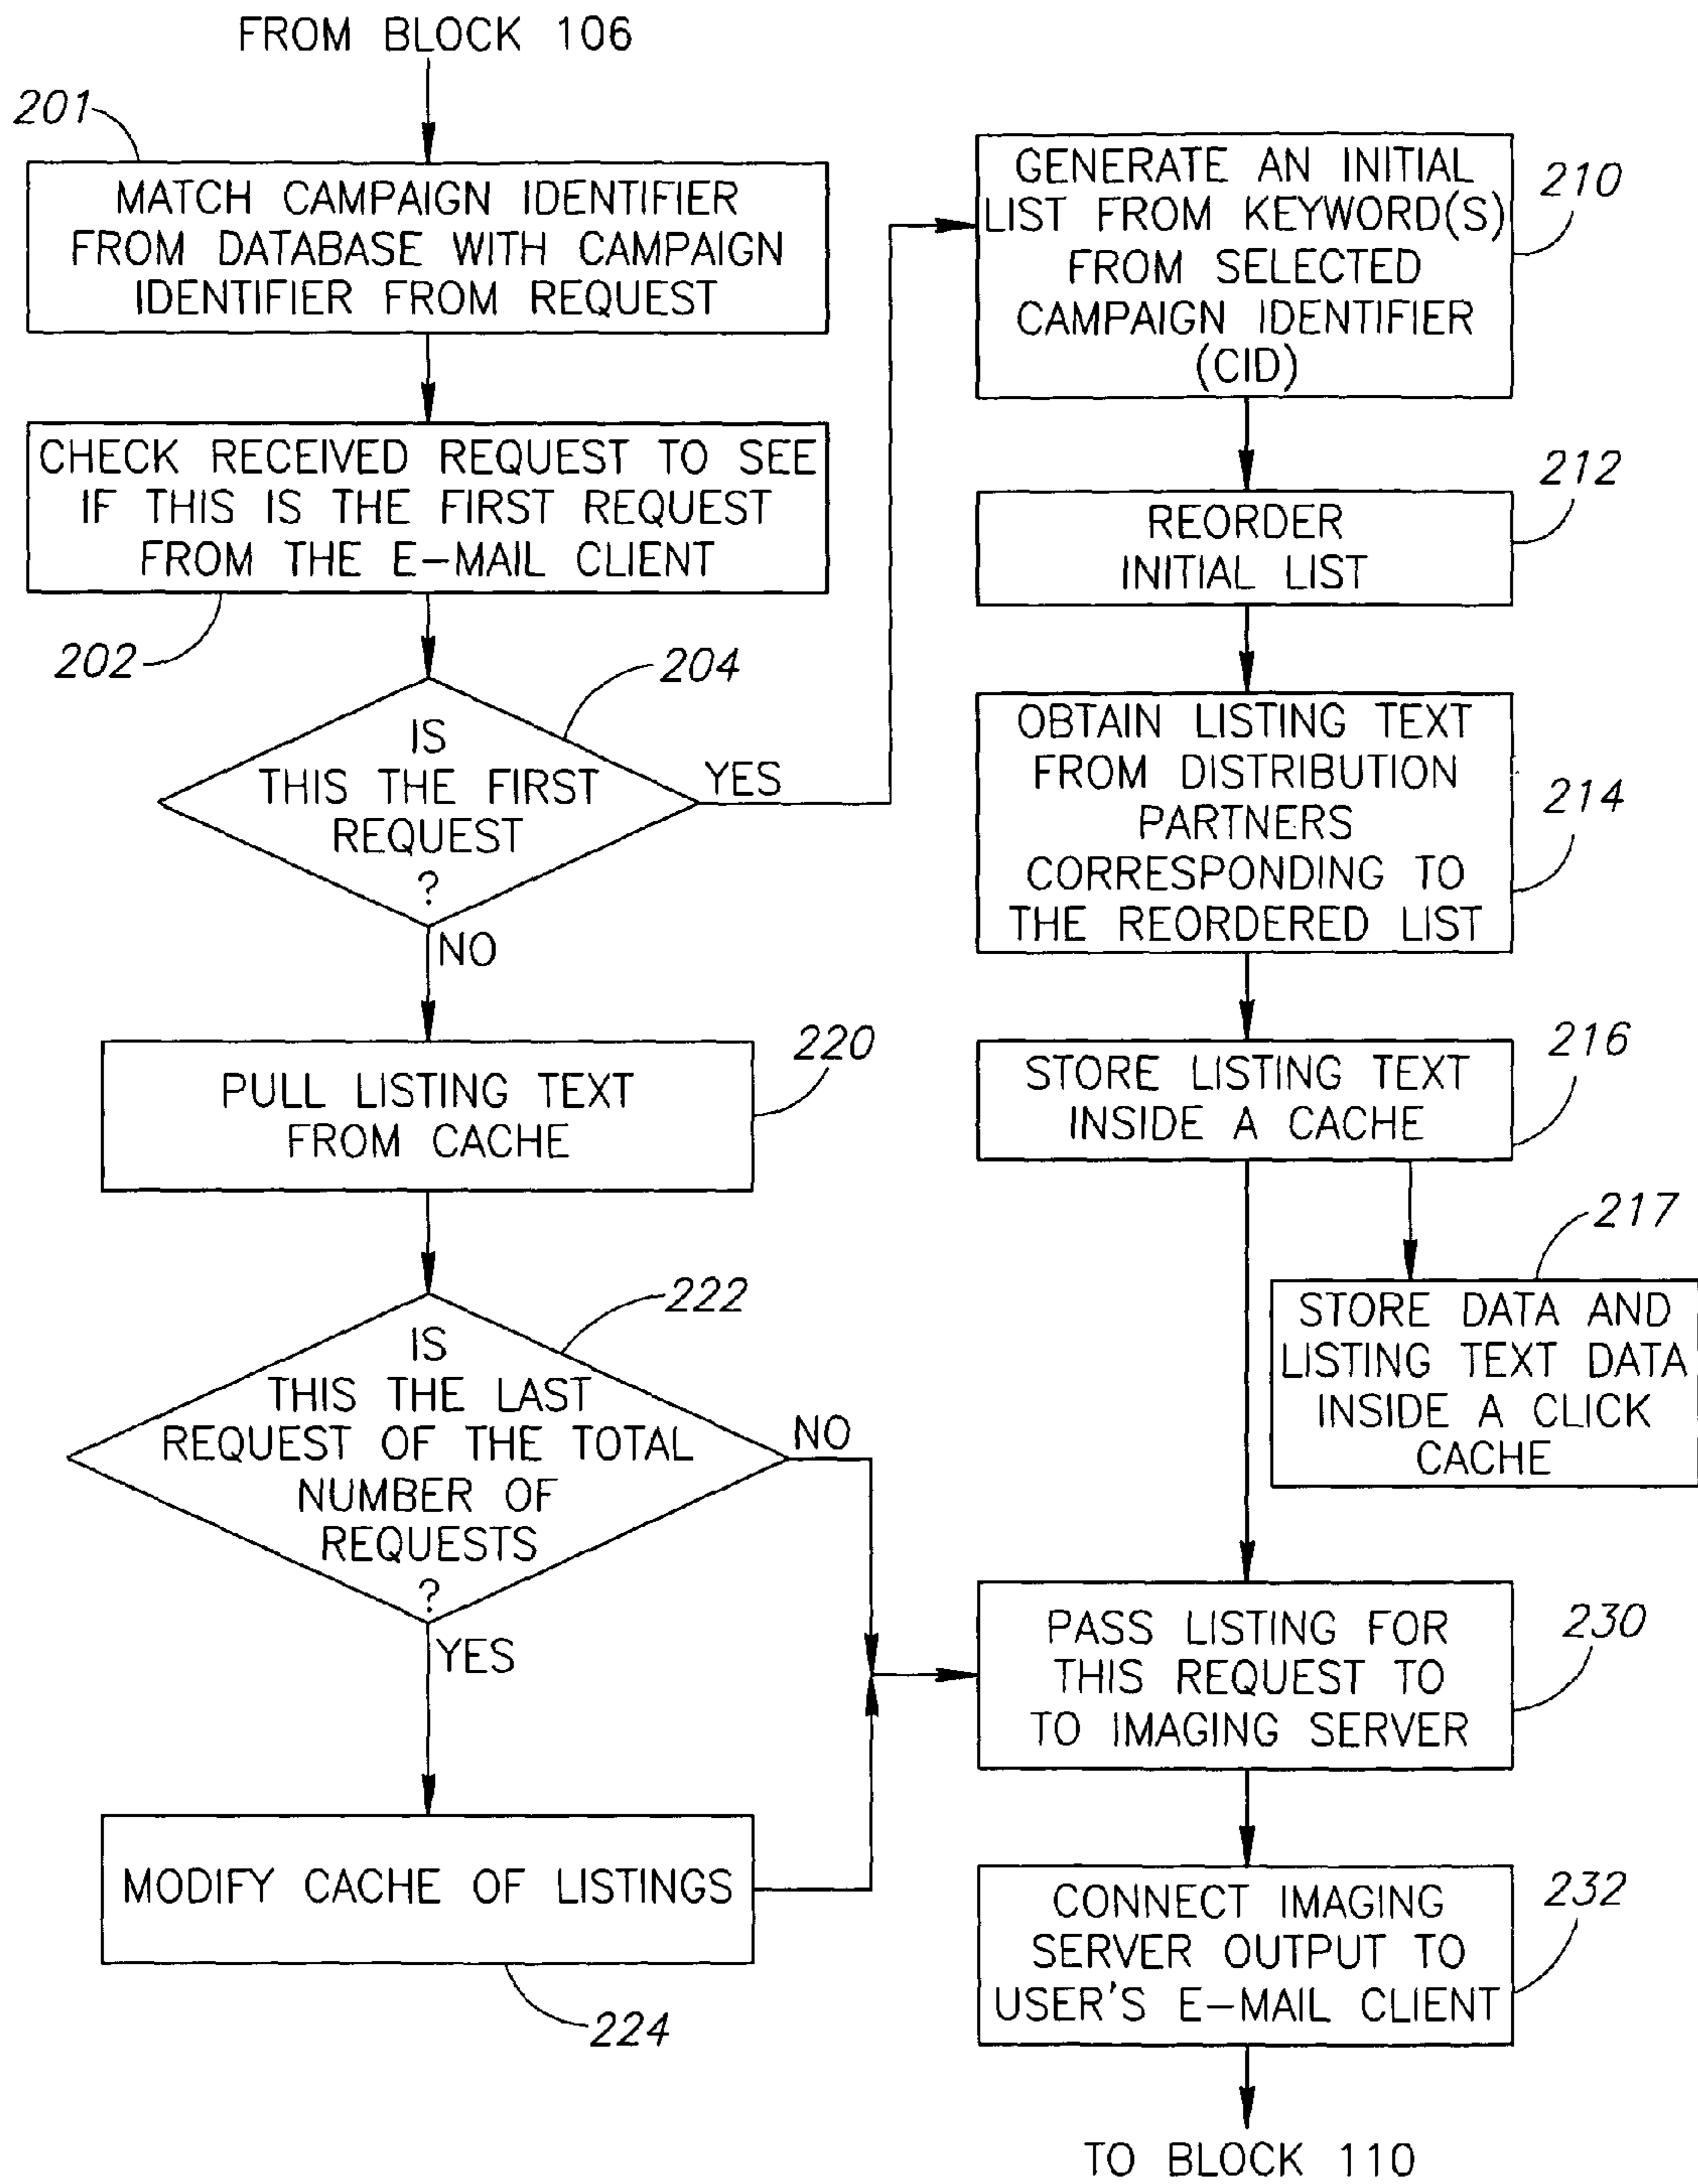 FROM BLOCK 106
201
MATCH CAMPAIGN IDENTIFIER
FROM DATABASE WITH CAMPAIGN
IDENTIFIER FROM REQUEST
CHECK RECEIVED REQUEST TO SEE
IF THIS IS THE FIRST REQUEST
FROM THE E-MAIL CLIENT
202
204
IS
THIS THE FIRST
REQUEST
?
YES
NO
220
PULL LISTING TEXT
FROM CACHE
222
IS
THIS THE LAST
REQUEST OF THE TOTAL
NUMBER OF
REQUESTS
?
NO
YES
MODIFY CACHE OF LISTINGS
224
GENERATE AN INITIAL
LIST FROM KEYWORD(S)
FROM SELECTED
CAMPAIGN IDENTIFIER
(CID)
210
212
REORDER
INITIAL LIST
OBTAIN LISTING TEXT
FROM DISTRIBUTION
PARTNERS
CORRESPONDING TO
THE REORDERED LIST
214
216
STORE LISTING TEXT
INSIDE A CACHE
217
STORE DATA AND
LISTING TEXT DATA
INSIDE A CLICK
CACHE
PASS LISTING FOR
THIS REQUEST TO
TO IMAGING SERVER
230
CONNECT IMAGING
SERVER OUTPUT TO
USER'S E-MAIL CLIENT
232
TO BLOCK 110